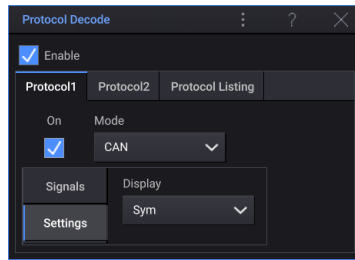 Protocol Decode
Enable
Protocol1 Protocol2 Protocol Listing
On Mode
CAN
Signals Display
Sym
Settings